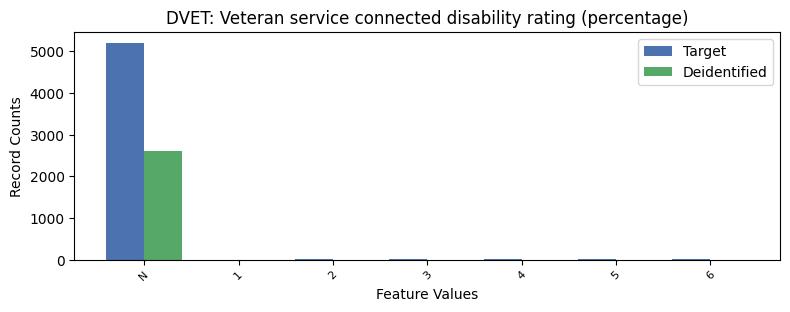 DVET: Veteran service connected disability rating (percentage)
Target
Deidentified
Record Counts
5000
4000
3000
2000
1000
0
N 1 2 3 4 5 6
Feature Values